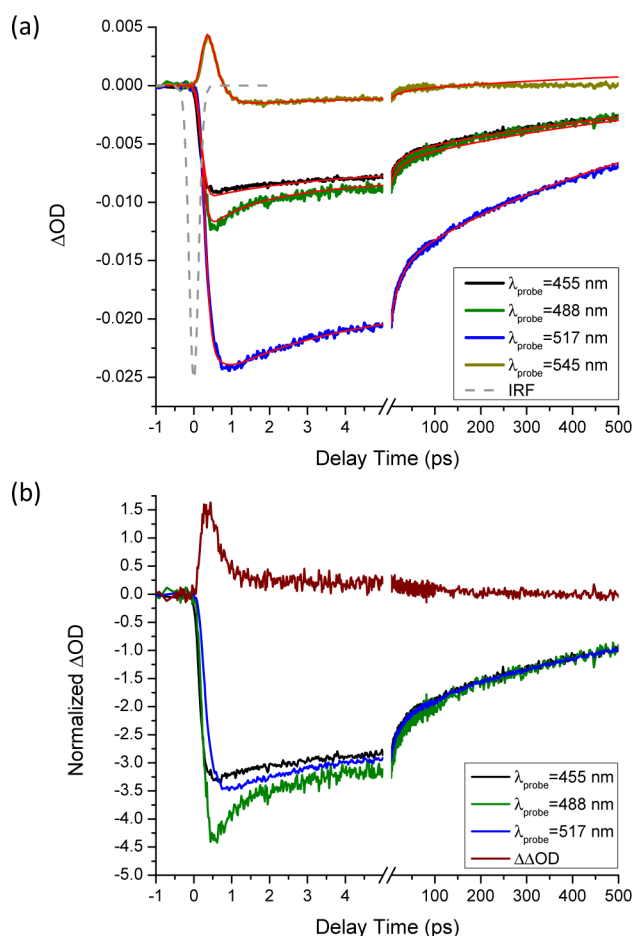 (a)
0.005
0.000
-0.005
-0.010
-0.015
-0.020
-0.025
ΔOD
λprobe=455 nm
λprobe=488 nm
λprobe=517 nm
λprobe=545 nm
IRF
-1 0 1 2 3 4 100 200 300 400 500
Delay Time (ps)
(b)
1.5
1.0
0.5
0.0
-0.5
-1.0
-1.5
-2.0
-2.5
-3.0
-3.5
-4.0
-4.5
-5.0
Normalized ΔOD
λprobe=455 nm
λprobe=488 nm
λprobe=517 nm
ΔΔOD
-1 0 1 2 3 4 100 200 300 400 500
Delay Time (ps)